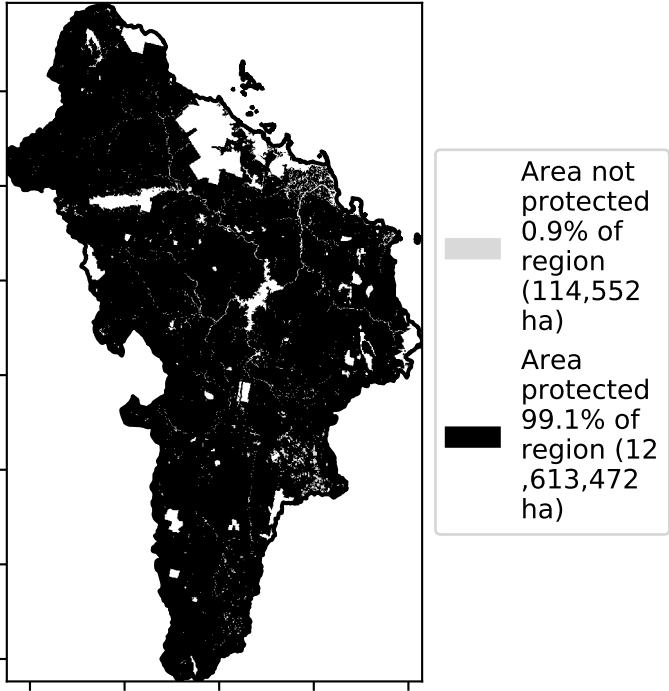 Area not
protected
0.9% of
region
(114,552
ha)
Area
protected
99.1% of
region (12
,613,472
ha)